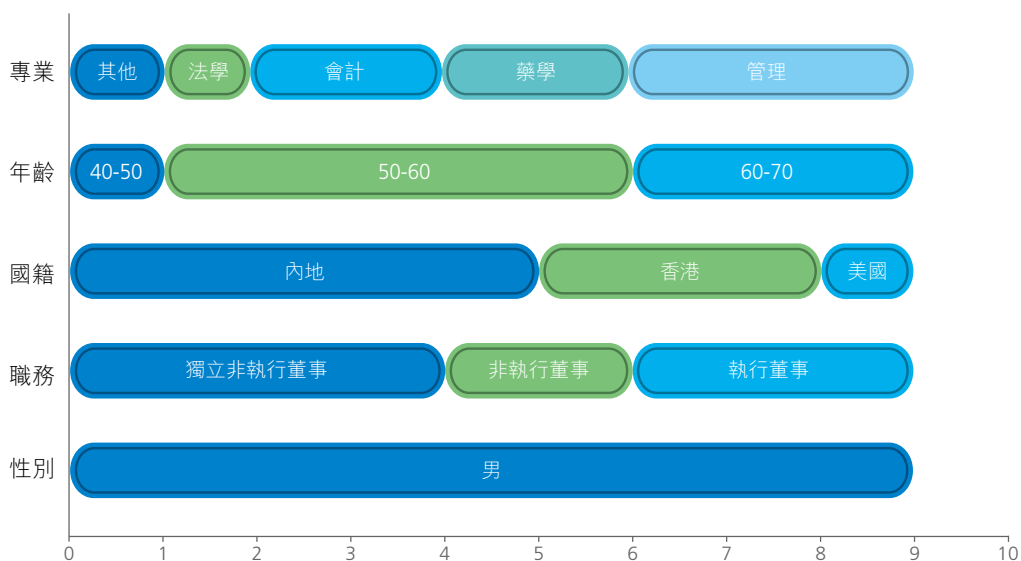 專業 其他 法學 會計 藥學 管理
年齡 40-50 50-60 60-70
國籍 內地 香港 美國
職務 獨立非執行董事 非執行董事 執行董事
性別 男
0 1 2 3 4 5 6 7 8 9 10